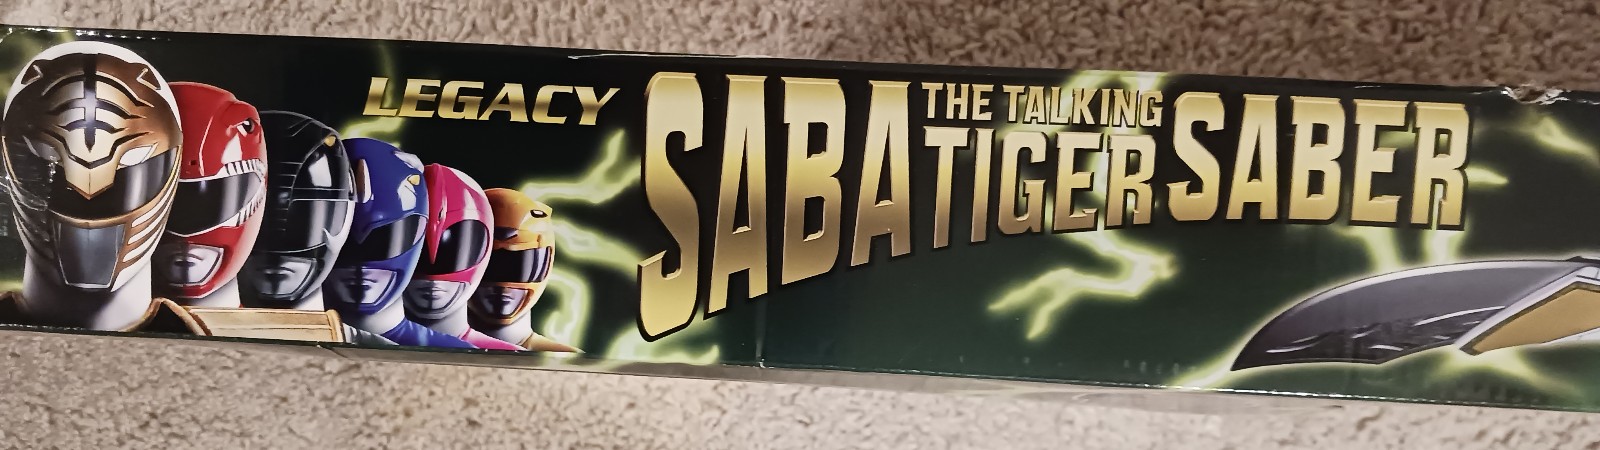 LEGACY
SABA THE TALKING
TIGER SABER